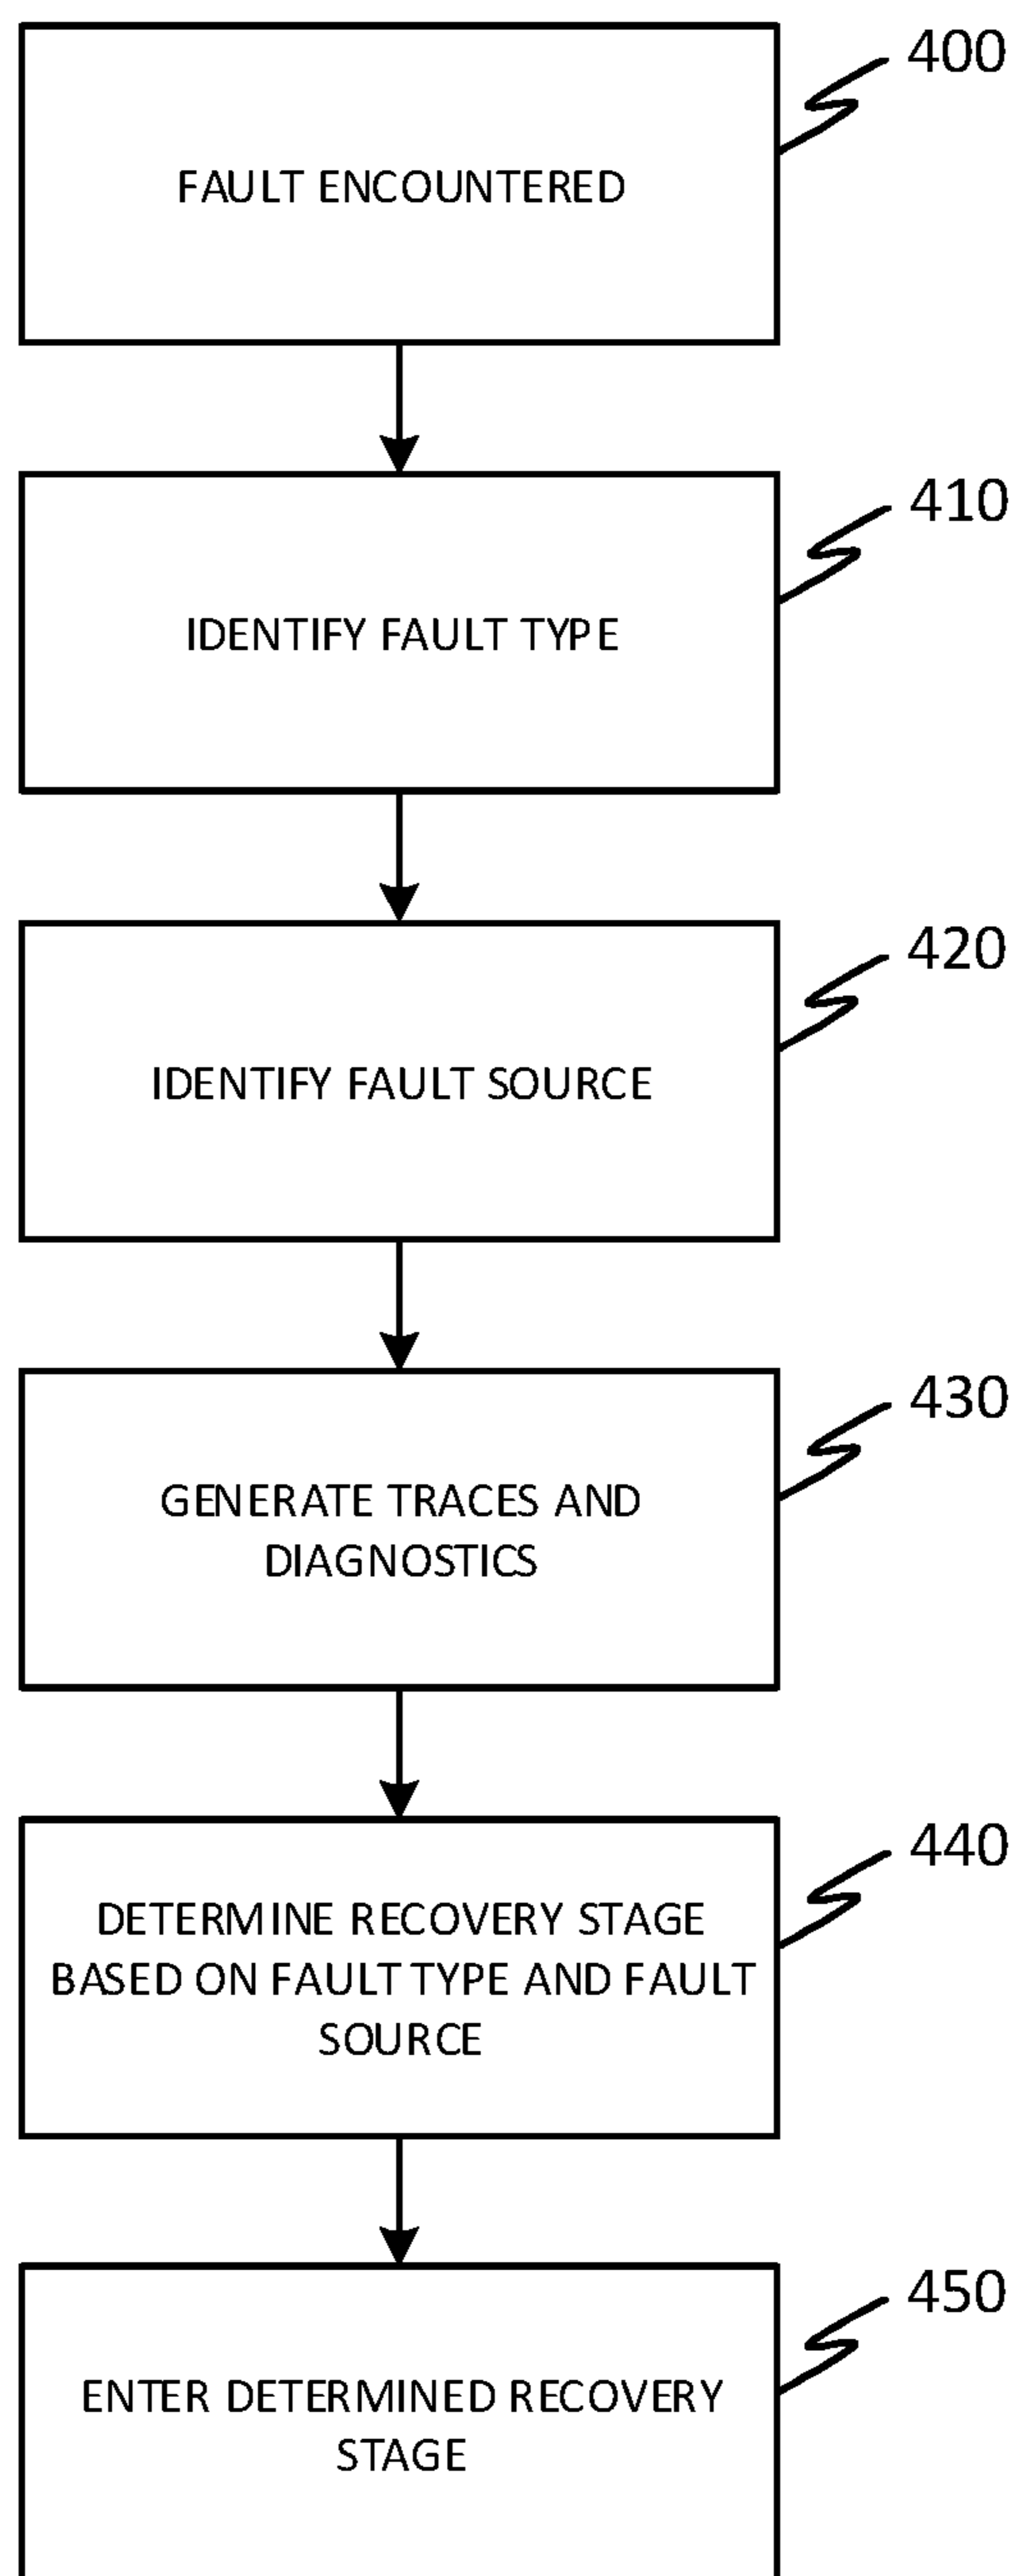 400
FAULT ENCOUNTERED
410
IDENTIFY FAULT TYPE
420
IDENTIFY FAULT SOURCE
430
GENERATE TRACES AND
DIAGNOSTICS
440
DETERMINE RECOVERY STAGE
BASED ON FAULT TYPE AND FAULT
SOURCE
450
ENTER DETERMINED RECOVERY
STAGE